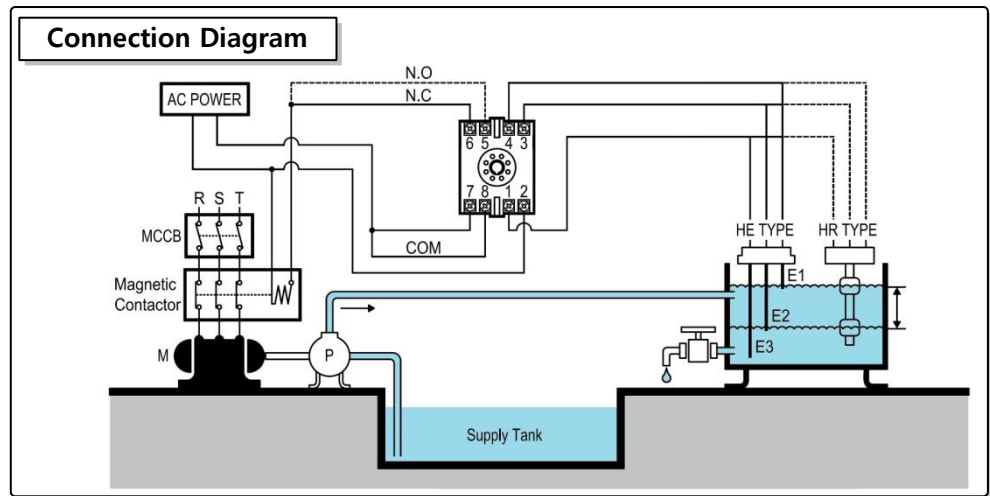 Connection Diagram
N.O
N.C
AC POWER
6 5 4 3
7 8 1 2
R S T
MCCB
COM
HE TYPE HR TYPE
Magnetic
Contactor
E1
E2
E3
M
P
Supply Tank